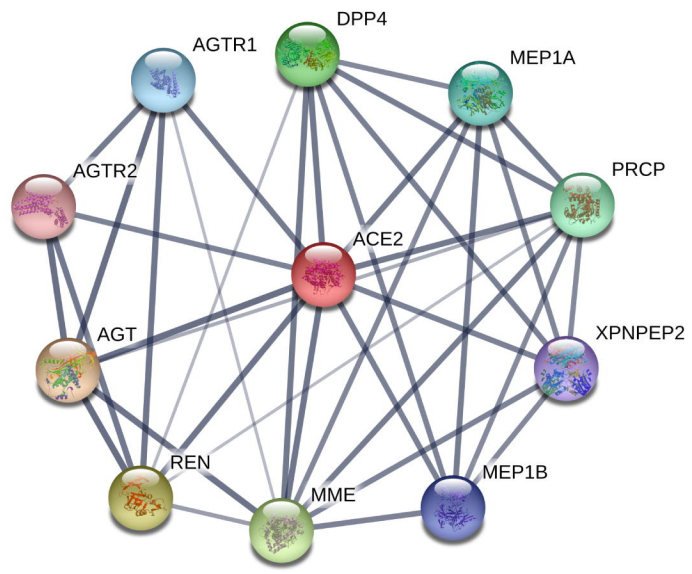 DPP4
AGTR1
MEP1A
AGTR2
PRCP
ACE2
AGT
XPNPEP2
REN
MME
MEP1B